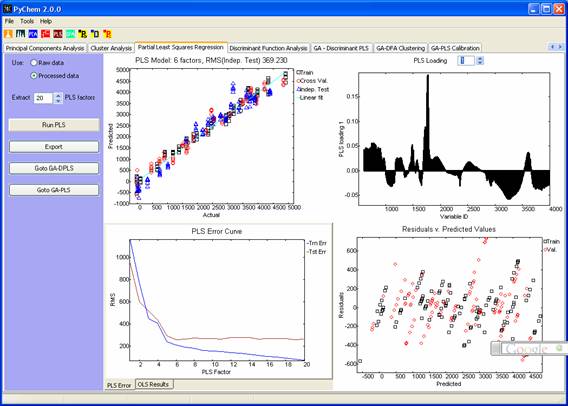 PyChem 2.0.0
File Tools Help
Principal Components Analysis Cluster Analysis Partial Least Squares Regression Discriminant Function Analysis GA - Discriminant PLS GA-DFA Clustering GA-PLS Calibration
Use: Raw data
Processed data
Extract 20 PLS factors
Run PLS
Export
Goto GA-DPLS
Goto GA-PLS
PLS Model: 6 factors, RMS(Indep. Test) 369.230
Train
Cross Val.
Indep. Test
Linear fit
Predicted
5000
4500
4000
3500
3000
2500
2000
1500
1000
500
0
-500
-1000
0 500 1000 1500 2000 2500 3000 3500 4000 4500 5000
Actual
PLS Loading
PLS loading 1
0.15
0.10
0.05
0.00
-0.05
1000 1500 2000 2500 3000 3500 4000
Variable ID
PLS Error Curve
Trn Err
Tst Err
RMS
1000
800
600
400
200
2 4 6 8 10 12 14 16 18 20
PLS Factor
PLS Error OLS Results
Residuals v. Predicted Values
Train
Val.
Residuals
600
400
200
0
-200
-400
-600
-500 0 500 1000 1500 2000 2500 3000 3500 4000 4500
Predicted
Google